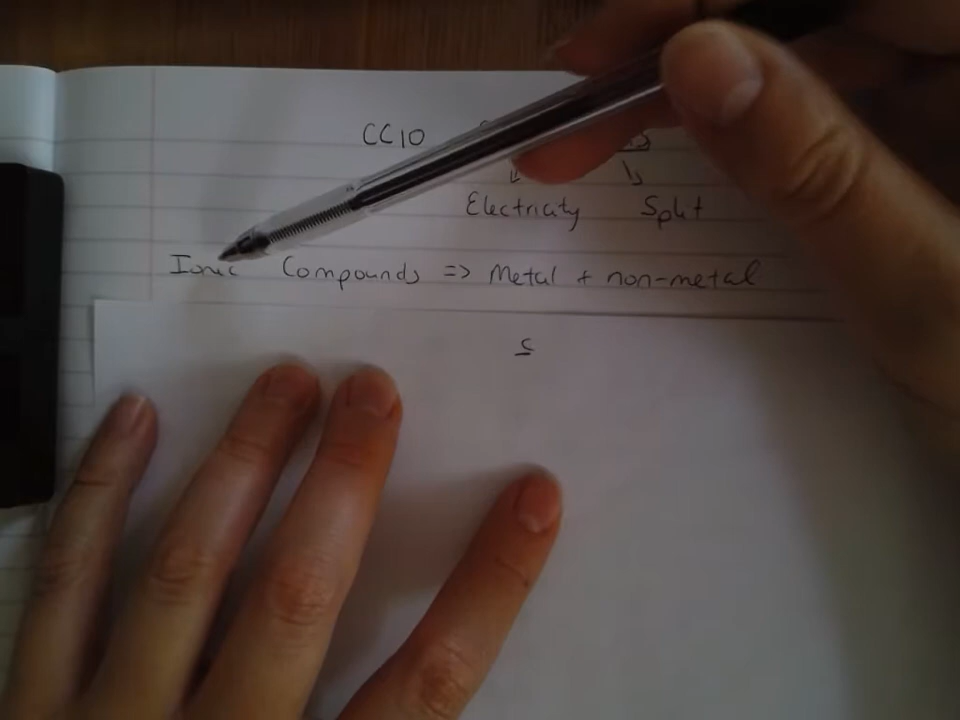 CC10
Electricity Split
Ionic Compounds => Metal + non-metal